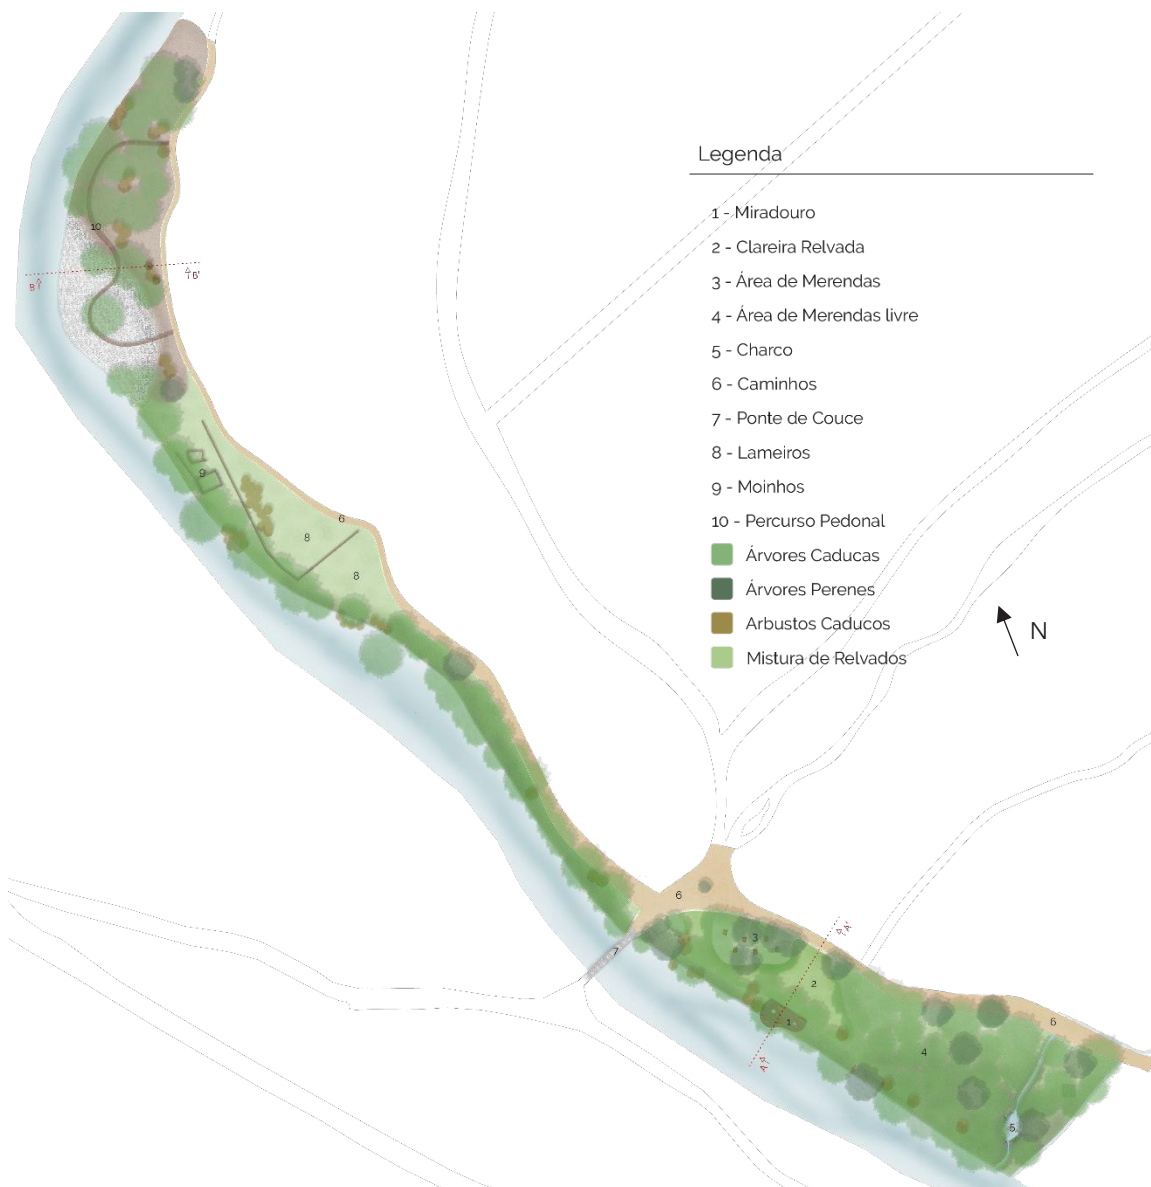 Legenda
1 - Miradouro
2 - Clareira Relvada
3 - Área de Merendas
4 - Área de Merendas livre
5 - Charco
6 - Caminhos
7 - Ponte de Couce
8 - Lameiros
9 - Moinhos
10 - Percurso Pedonal
Árvores Caducas
Árvores Perenes
Arbustos Caducos
Mistura de Relvados
N
10
B
B'
9
6
8
8
6
7
3
A'
2
1
A
4
6
5